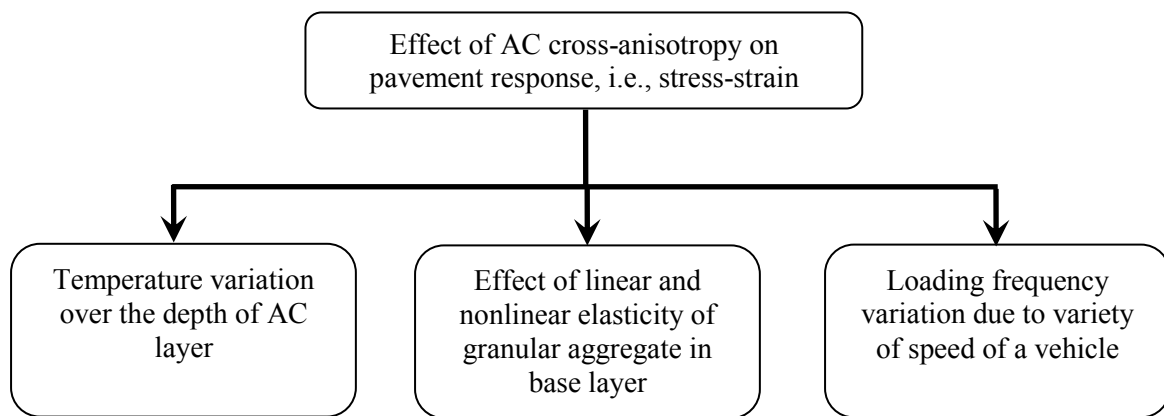 Effect of AC cross-anisotropy on
pavement response, i.e., stress-strain
Temperature variation
over the depth of AC
layer
Effect of linear and
nonlinear elasticity of
granular aggregate in
base layer
Loading frequency
variation due to variety
of speed of a vehicle